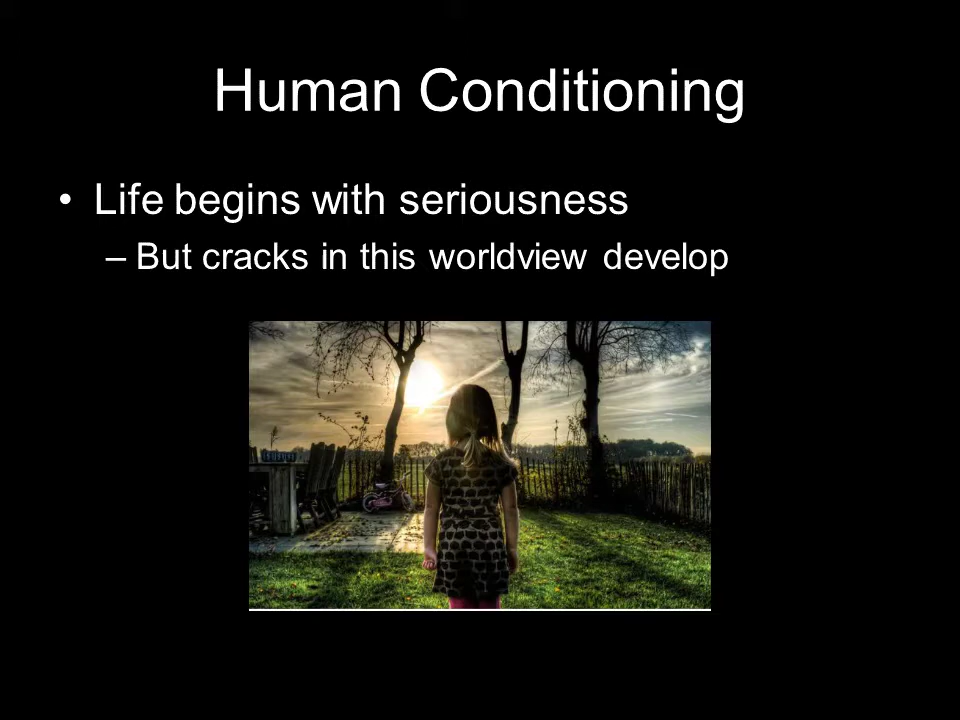 Human Conditioning
• Life begins with seriousness
– But cracks in this worldview develop